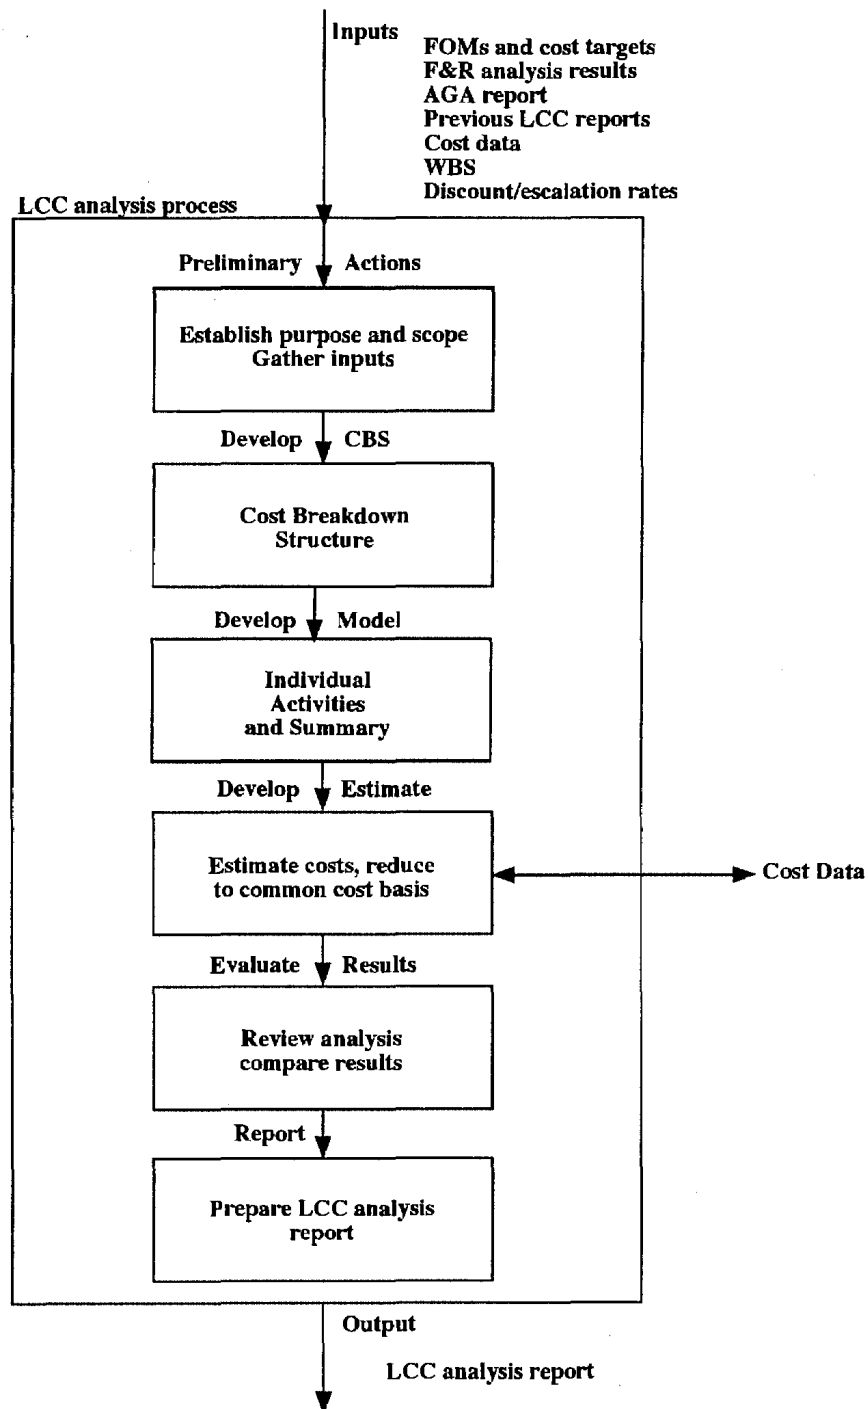 Inputs
FOMs and cost targets
F&R analysis results
AGA report
Previous LCC reports
Cost data
WBS
Discount/escalation rates
LCC analysis process
Preliminary Actions
Establish purpose and scope
Gather inputs
Develop CBS
Cost Breakdown
Structure
Develop Model
Individual
Activities
and Summary
Develop Estimate
Estimate costs, reduce
to common cost basis
Cost Data
Evaluate Results
Review analysis
compare results
Report
Prepare LCC analysis
report
Output
LCC analysis report